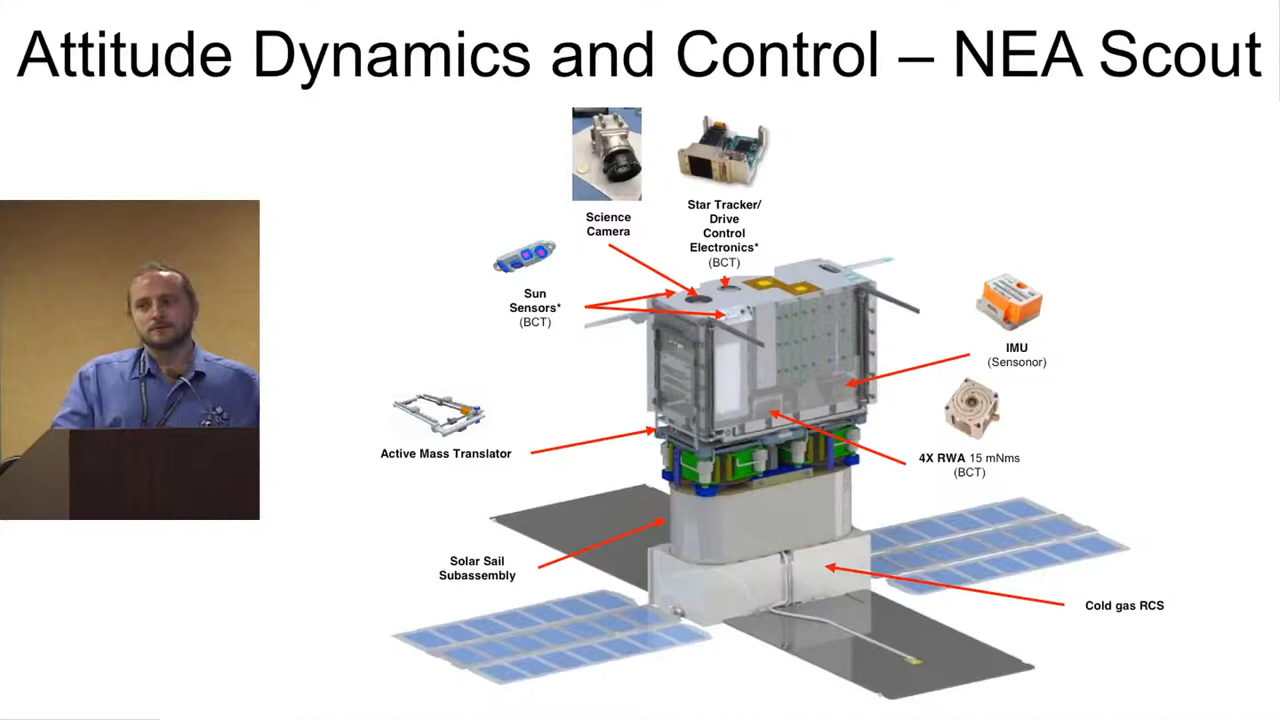 Attitude Dynamics and Control – NEA Scout
Science
Camera
Star Tracker/
Drive
Control
Electronics*
(BCT)
Sun
Sensors*
(BCT)
IMU
(Sensonor)
Active Mass Translator
4X RWA 15 mNms
(BCT)
Solar Sail
Subassembly
Cold gas RCS